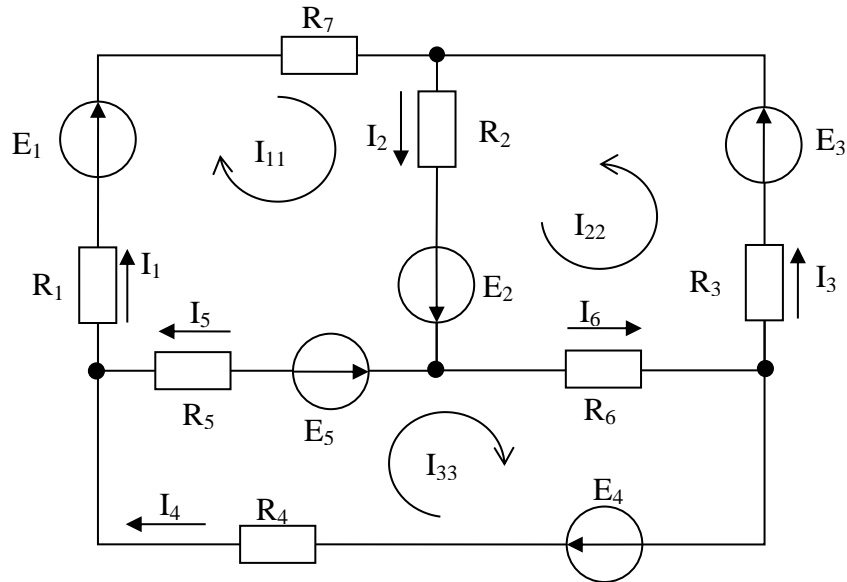 R₇
E₁
I₁₁
I₂
R₂
E₃
I₂₂
R₁
I₁
E₂
R₃
I₃
I₅
I₆
R₅
E₅
R₆
I₃₃
I₄
R₄
E₄